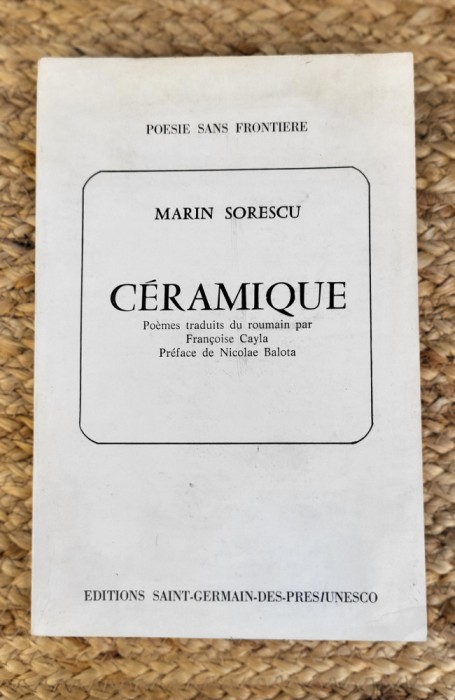 POESIE SANS FRONTIERE
MARIN SORESCU
CÉRAMIQUE
Poèmes traduits du roumain par
Françoise Cayla
Préface de Nicolae Balota
EDITIONS SAINT-GERMAIN-DES-PRES/UNESCO